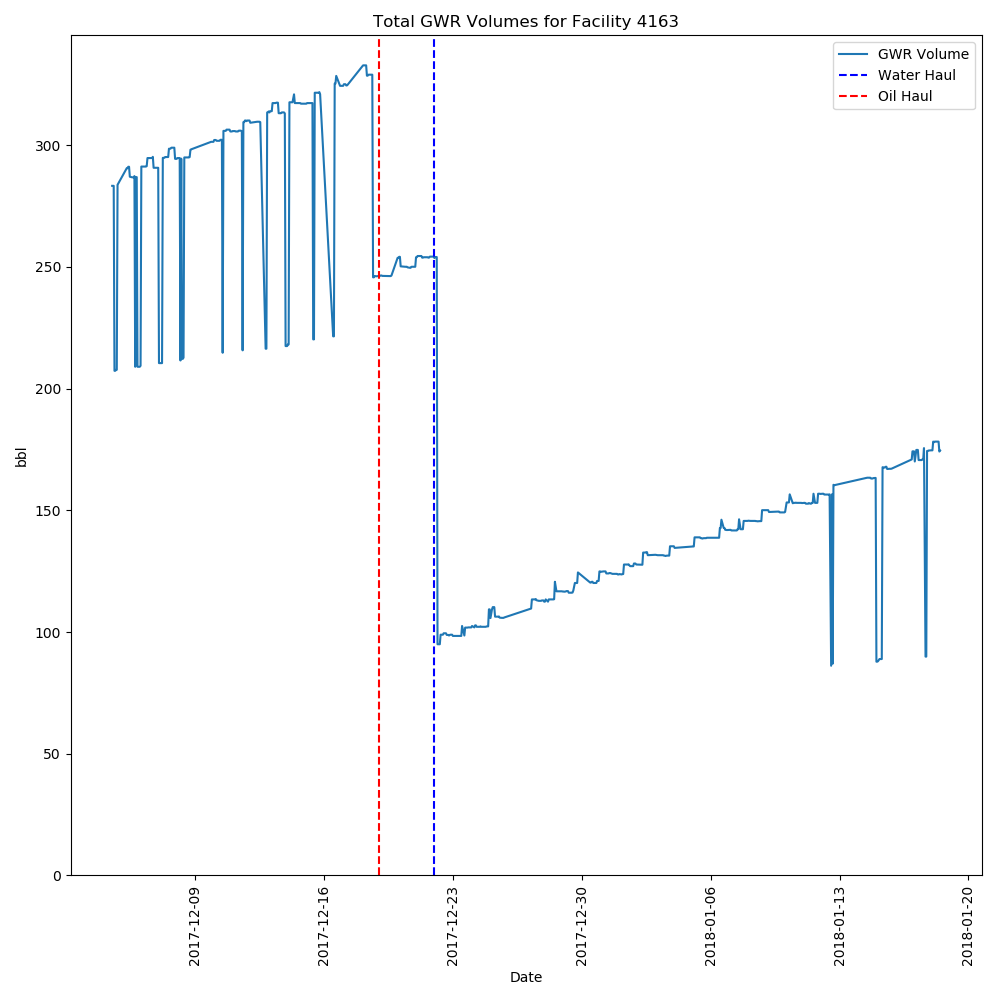 Total GWR Volumes for Facility 4163
GWR Volume
Water Haul
Oil Haul
bbl
300
250
200
150
100
50
0
2017-12-09
2017-12-16
2017-12-23
2017-12-30
2018-01-06
2018-01-13
2018-01-20
Date